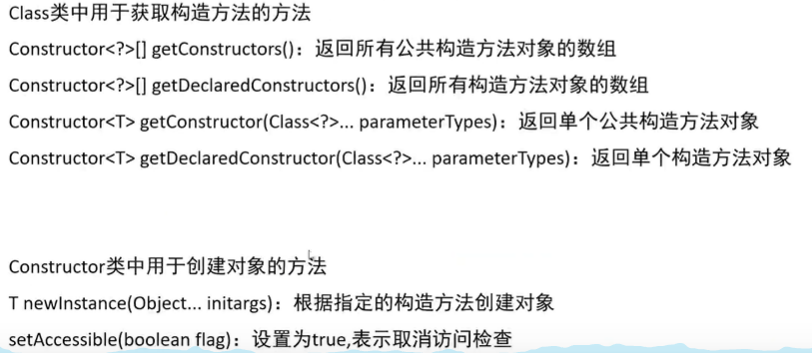 Class类中用于获取构造方法的方法
Constructor<?>[] getConstructors()：返回所有公共构造方法对象的数组
Constructor<?>[] getDeclaredConstructors()：返回所有构造方法对象的数组
Constructor<T> getConstructor(Class<?>... parameterTypes)：返回单个公共构造方法对象
Constructor<T> getDeclaredConstructor(Class<?>... parameterTypes)：返回单个构造方法对象
Constructor类中用于创建对象的方法
T newInstance(Object... initargs)：根据指定的构造方法创建对象
setAccessible(boolean flag)：设置为true,表示取消访问检查